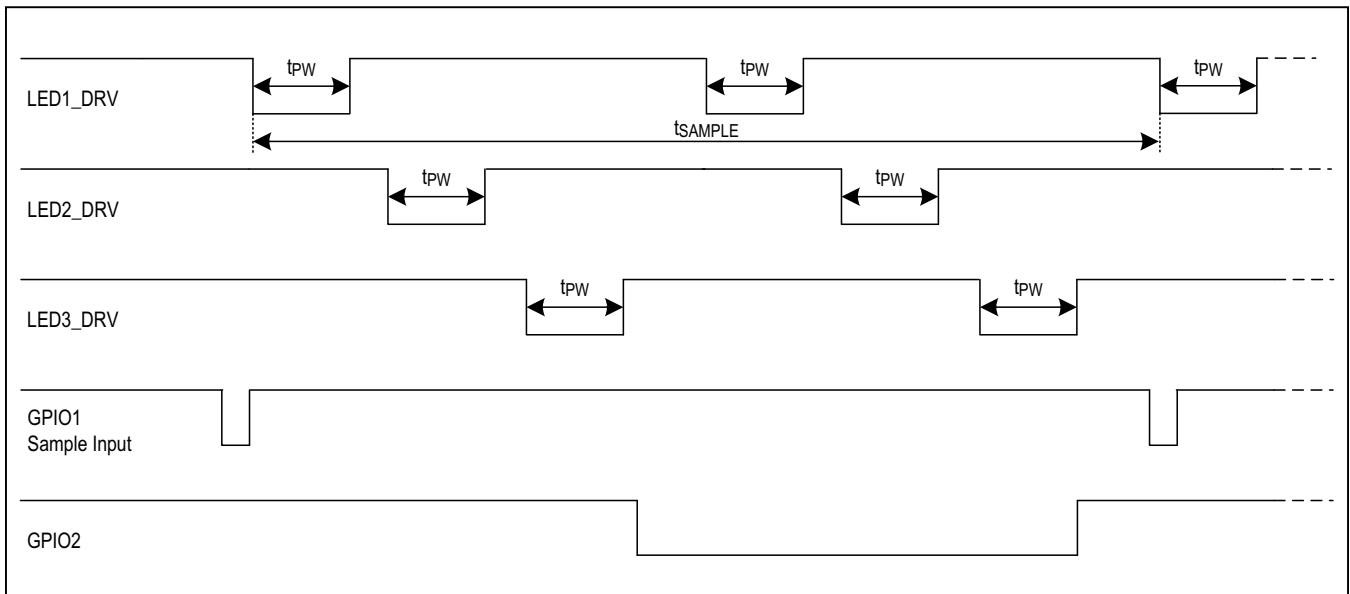 tPW
tPW
tPW
LED1_DRV
tSAMPLE
tPW
tPW
LED2_DRV
tPW
tPW
LED3_DRV
GPIO1
Sample Input
GPIO2